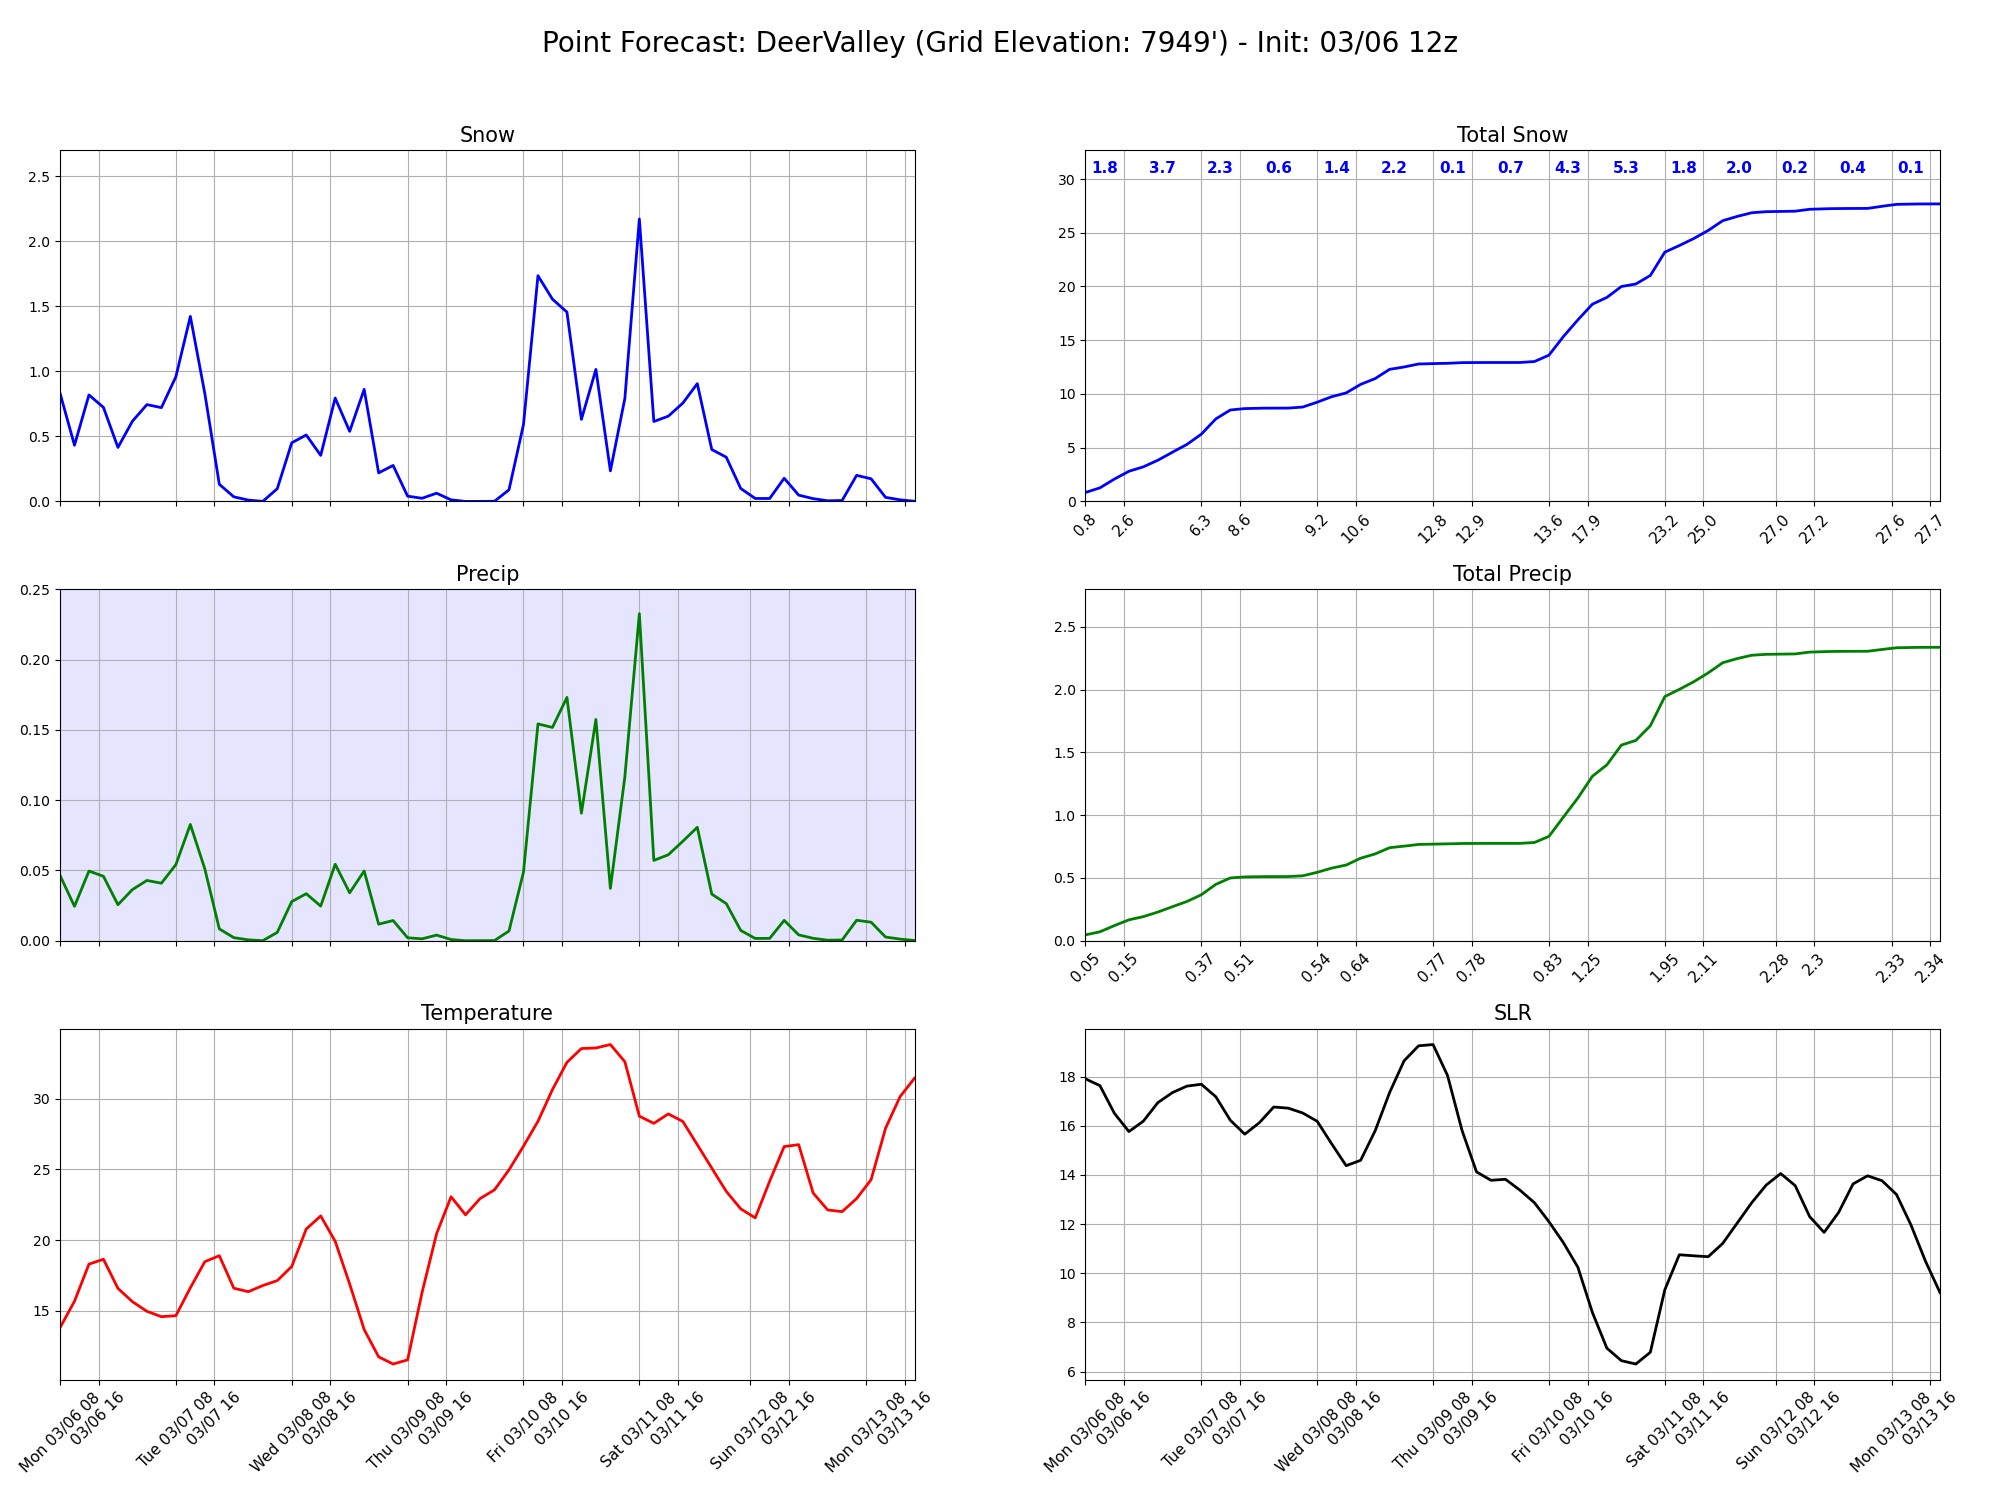 Point Forecast: DeerValley (Grid Elevation: 7949') - Init: 03/06 12z
Snow
2.5
2.0
1.5
1.0
0.5
0.0
Total Snow
1.8 3.7 2.3 0.6 1.4 2.2 0.1 0.7 4.3 5.3 1.8 2.0 0.2 0.4 0.1
30
25
20
15
10
5
0
0.8 2.6 6.3 8.6 9.2 10.6 12.8 12.9 13.6 17.9 23.2 25.0 27.0 27.2 27.6 27.7
Precip
0.25
0.20
0.15
0.10
0.05
0.00
Total Precip
2.5
2.0
1.5
1.0
0.5
0.0
0.05 0.15 0.37 0.51 0.54 0.64 0.77 0.78 0.83 1.25 1.95 2.11 2.28 2.3 2.33 2.34
Temperature
30
25
20
15
Mon 03/06 08
03/06 16
Tue 03/07 08
03/07 16
Wed 03/08 08
03/08 16
Thu 03/09 08
03/09 16
Fri 03/10 08
03/10 16
Sat 03/11 08
03/11 16
Sun 03/12 08
03/12 16
Mon 03/13 08
03/13 16
SLR
18
16
14
12
10
8
6
Mon 03/06 08
03/06 16
Tue 03/07 08
03/07 16
Wed 03/08 08
03/08 16
Thu 03/09 08
03/09 16
Fri 03/10 08
03/10 16
Sat 03/11 08
03/11 16
Sun 03/12 08
03/12 16
Mon 03/13 08
03/13 16